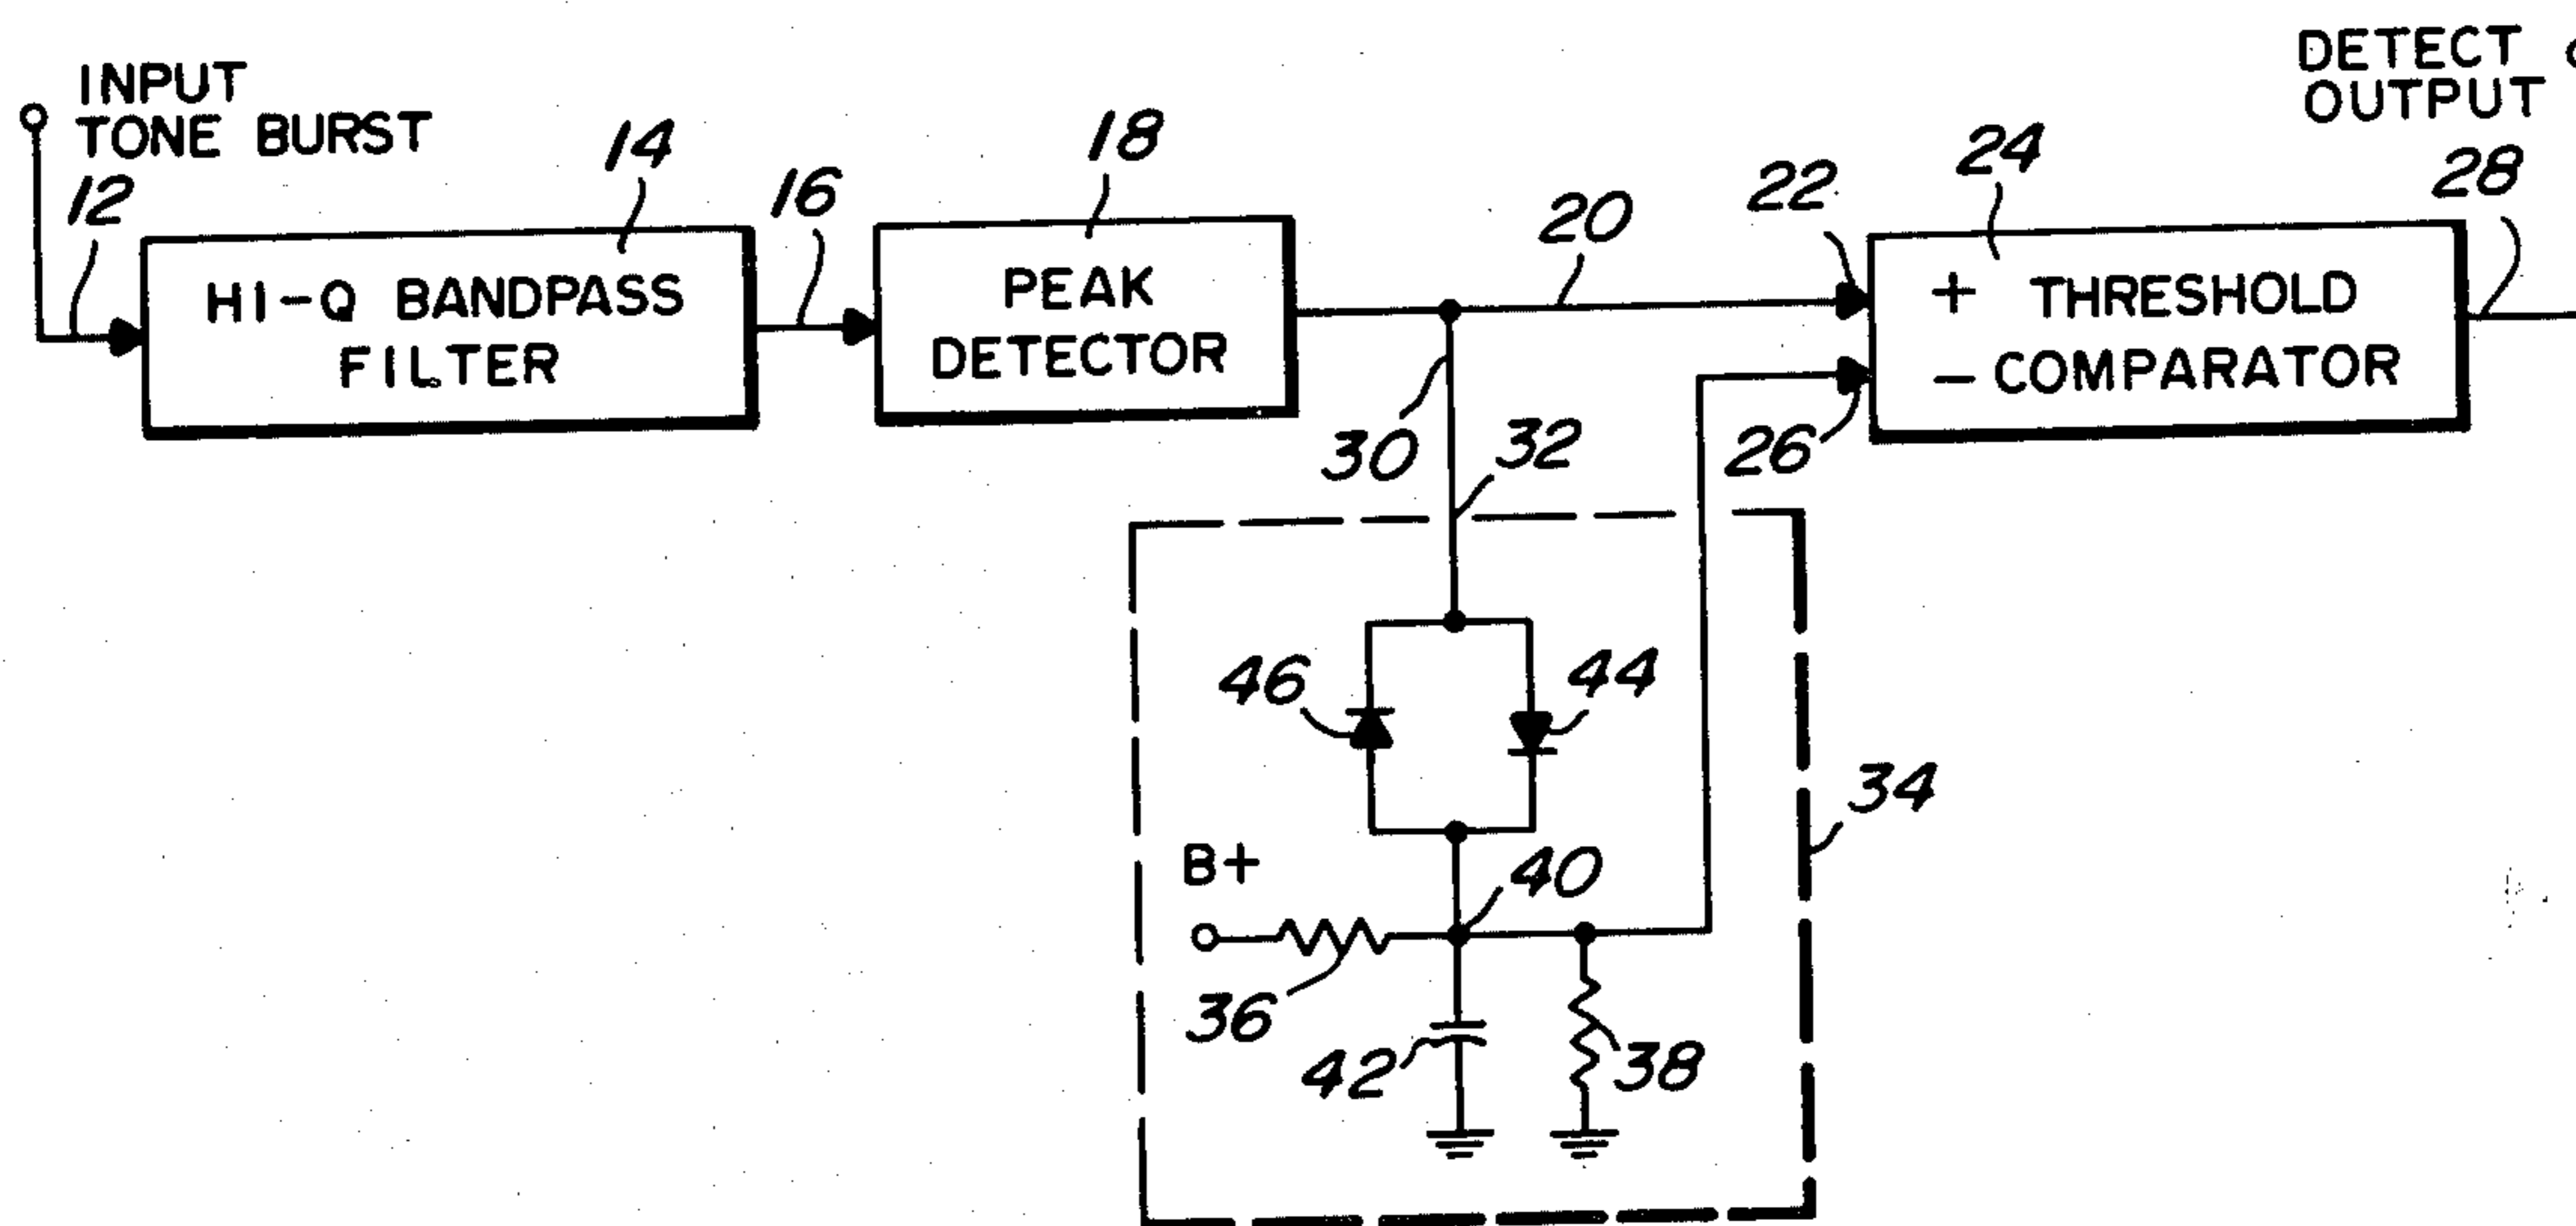 INPUT
TONE BURST
12
14
16
18
20
22
24
DETECT
OUTPUT
28
HI-Q BANDPASS
FILTER
PEAK
DETECTOR
+ THRESHOLD
- COMPARATOR
30
32
26
46
44
34
B+
40
36
42
38